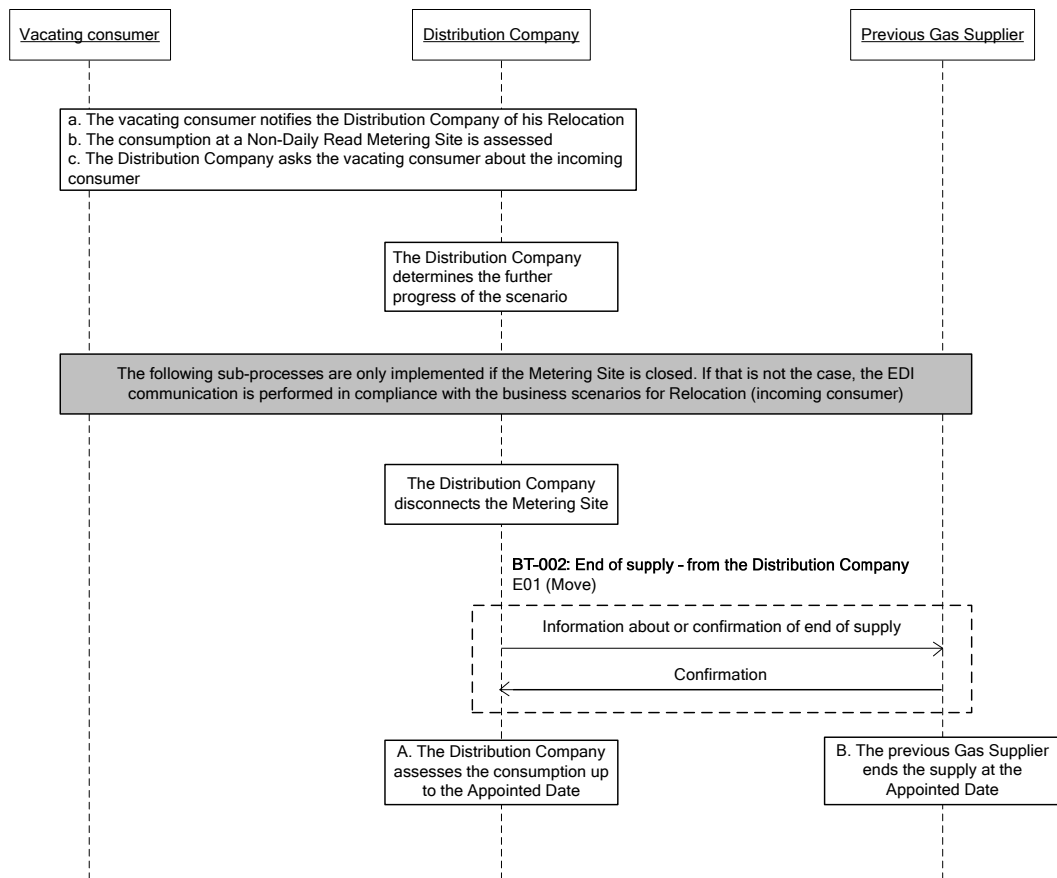 Vacating consumer
Distribution Company
Previous Gas Supplier
a. The vacating consumer notifies the Distribution Company of his Relocation
b. The consumption at a Non-Daily Read Metering Site is assessed
c. The Distribution Company asks the vacating consumer about the incoming
consumer
The Distribution Company
determines the further
progress of the scenario
The following sub-processes are only implemented if the Metering Site is closed. If that is not the case, the EDI
communication is performed in compliance with the business scenarios for Relocation (incoming consumer)
The Distribution Company
disconnects the Metering Site
BT-002: End of supply - from the Distribution Company
E01 (Move)
Information about or confirmation of end of supply
Confirmation
A. The Distribution Company
assesses the consumption up
to the Appointed Date
B. The previous Gas Supplier
ends the supply at the
Appointed Date